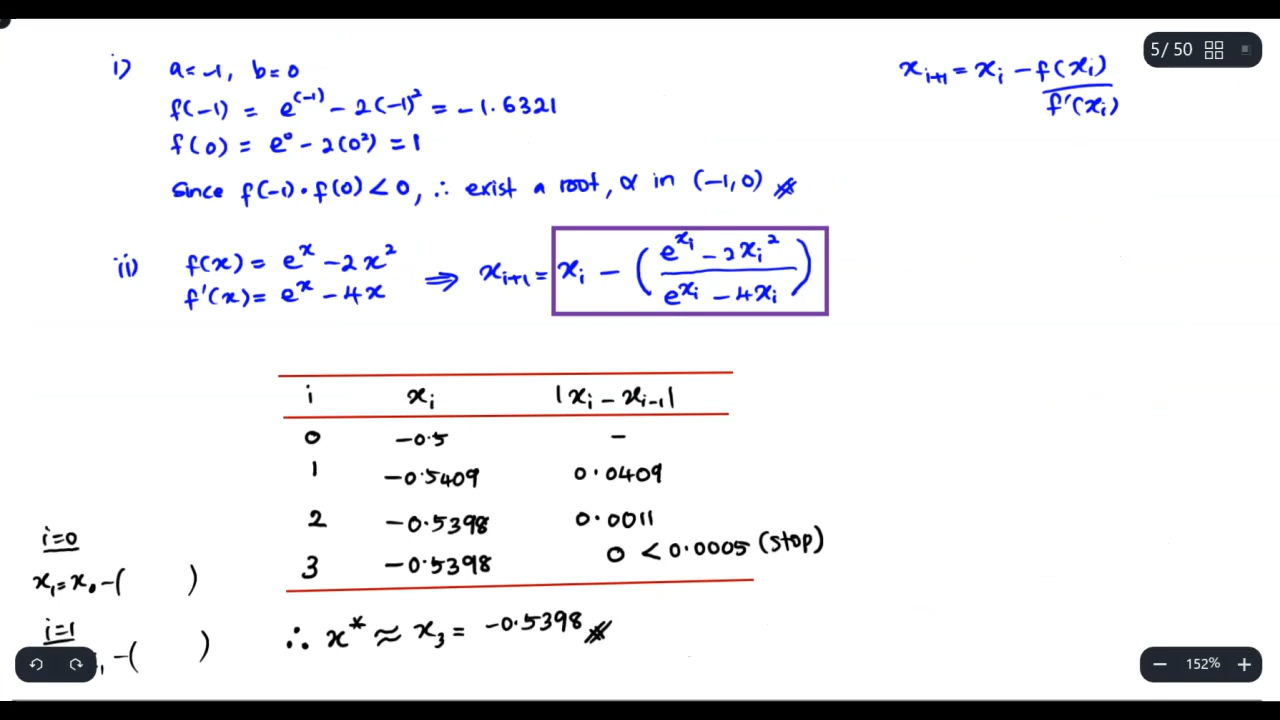 5/50
i) a=-1, b=0
x_{i+1} = x_i - f(x_i)/f'(x_i)
f(-1) = e^{(-1)} - 2(-1)^2 = -1.6321
f(0) = e^0 - 2(0^2) = 1
Since f(-1)·f(0)<0, ∴ exist a root, α in (-1,0)
ii) f(x) = e^x - 2x^2 ⇒ x_{i+1} = x_i - ((e^{x_i} - 2x_i^2)/(e^{x_i} - 4x_i))
f'(x) = e^x - 4x
i x_i |x_i - x_{i-1}|
0 -0.5 -
1 -0.5409 0.0409
2 -0.5398 0.0011
3 -0.5398 0 < 0.0005 (stop)
∴ x* ≈ x_3 = -0.5398
i=0
x_1 = x_0 - ( )
i=1
-( )
152%